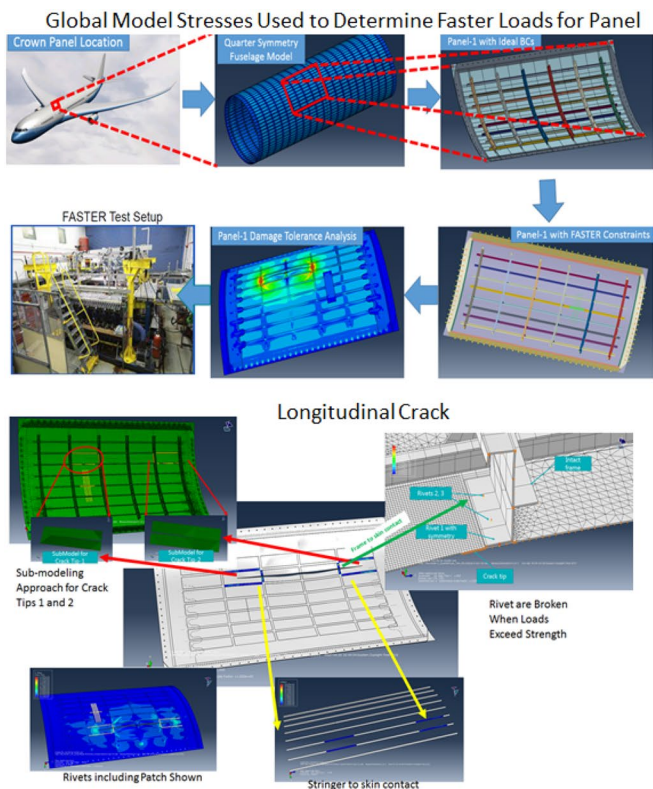 Global Model Stresses Used to Determine Faster Loads for Panel
Crown Panel Location
Quarter Symmetry
Fuselage Model
Panel-1 with Ideal BCs
FASTER Test Setup
Panel-1 Damage Tolerance Analysis
Panel-1 with FASTER Constraints
Longitudinal Crack
SubModel for
Crack Tip 1
SubModel for
Crack Tip 2
Sub-modeling
Approach for Crack
Tips 1 and 2
Frame to skin contact
Intact
frame
Rivets 2, 3
Rivet 1 with
symmetry
Crack tip
Rivet are Broken
When Loads
Exceed Strength
Rivets including Patch Shown
Stringer to skin contact